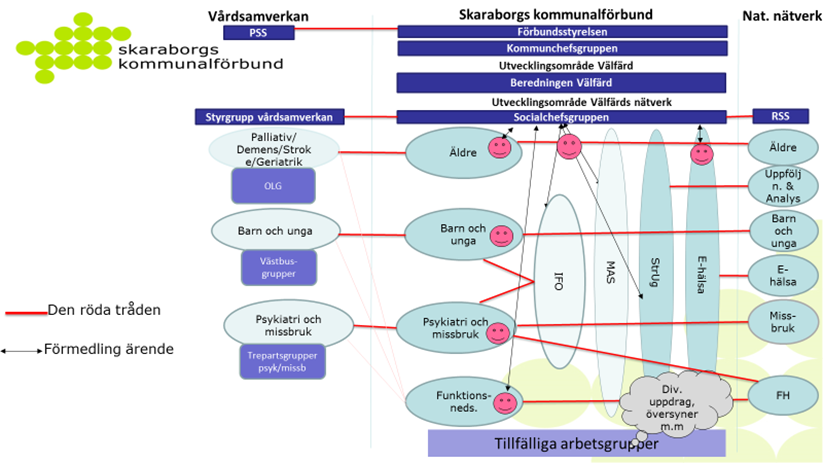 skaraborgs
kommunalförbund
Vårdsamverkan
PSS
Styrgrupp vårdsamverkan
Palliativ/
Demens/Strok
e/Geriatrik
OLG
Barn och unga
Västbus-
grupper
Psykiatri och
missbruk
Trepartsgrupper
psyk/missb
Den röda tråden
Förmedling ärende
Skaraborgs kommunalförbund
Förbundsstyrelsen
Kommunchefsgruppen
Utvecklingsområde Välfärd
Beredningen Välfärd
Utvecklingsområde Välfärds nätverk
Socialchefsgruppen
Äldre
Barn och
unga
Psykiatri och
missbruk
Funktions-
neds.
IFO
MAS
StrUg
E-hälsa
Div.
uppdrag,
översyner
m.m
Tillfälliga arbetsgrupper
Nat. nätverk
RSS
Äldre
Uppfölj
n. &
Analys
Barn
och
unga
E-
hälsa
Miss-
bruk
FH